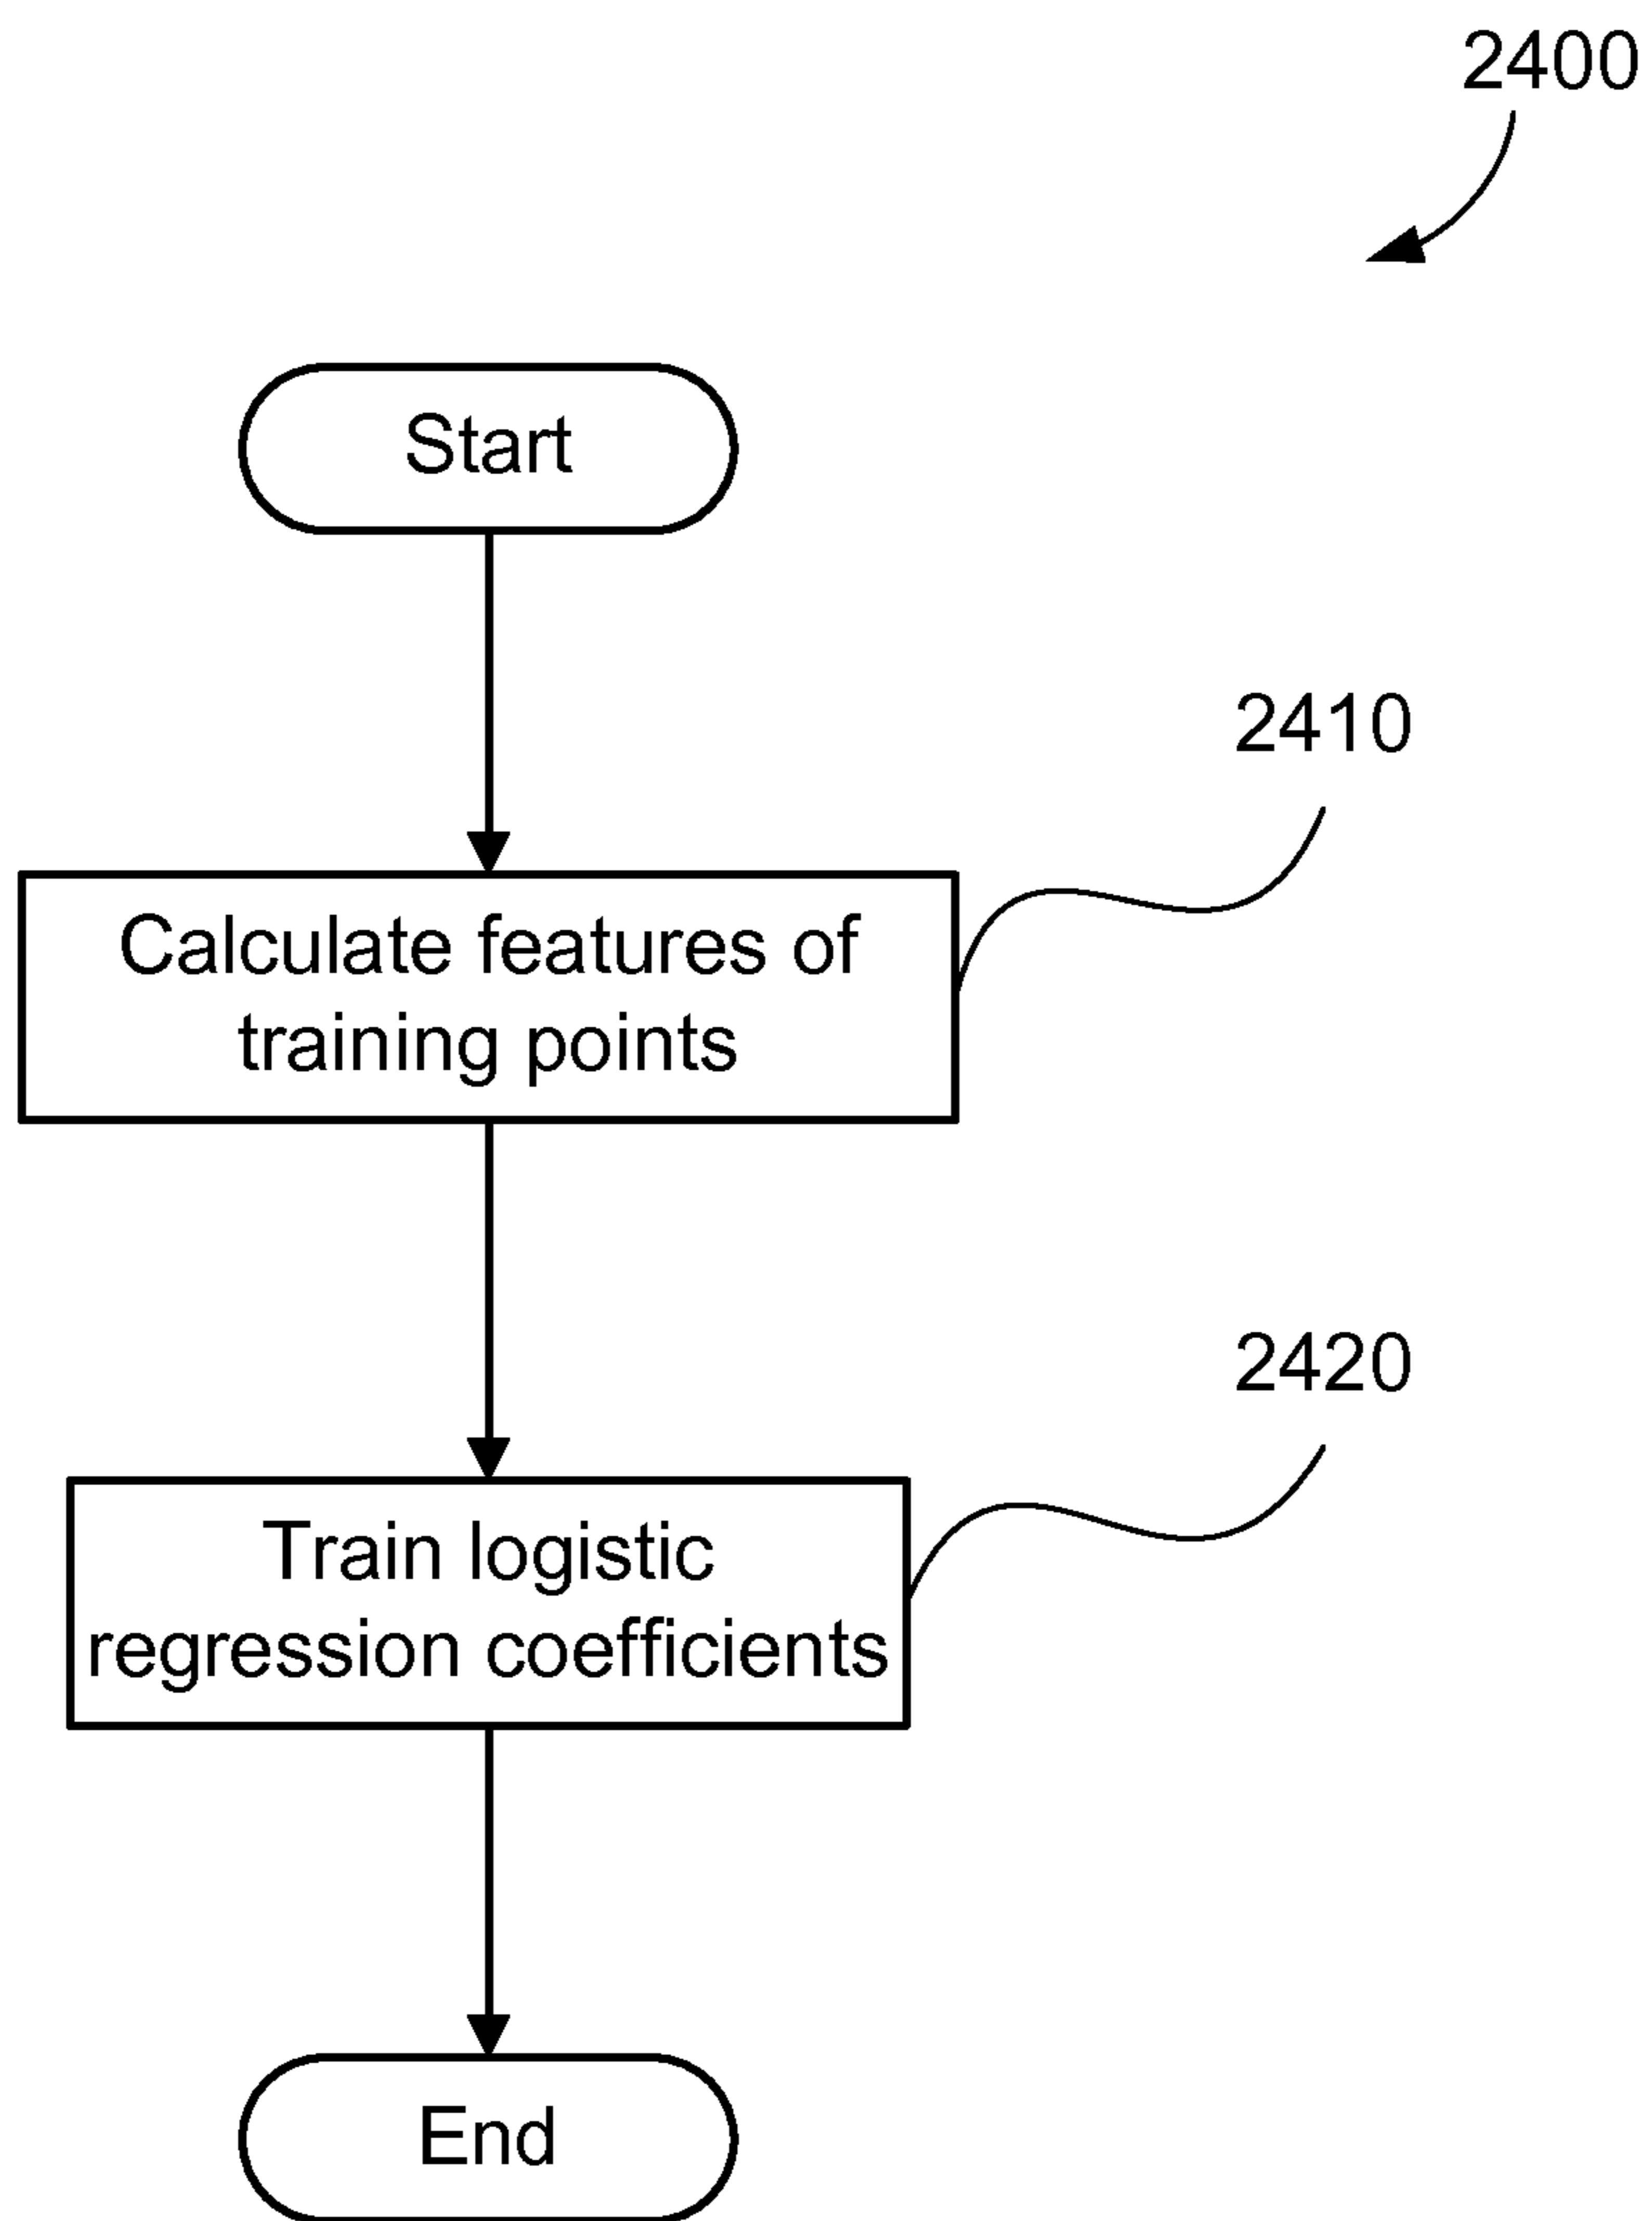 2400
Start
2410
Calculate features of
training points
2420
Train logistic
regression coefficients
End